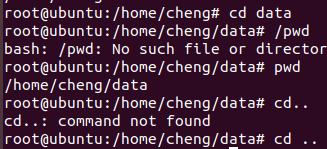 root@ubuntu:/home/cheng# cd data
root@ubuntu:/home/cheng/data# /pwd
bash: /pwd: No such file or director
root@ubuntu:/home/cheng/data# pwd
/home/cheng/data
root@ubuntu:/home/cheng/data# cd..
cd..: command not found
root@ubuntu:/home/cheng/data# cd ..